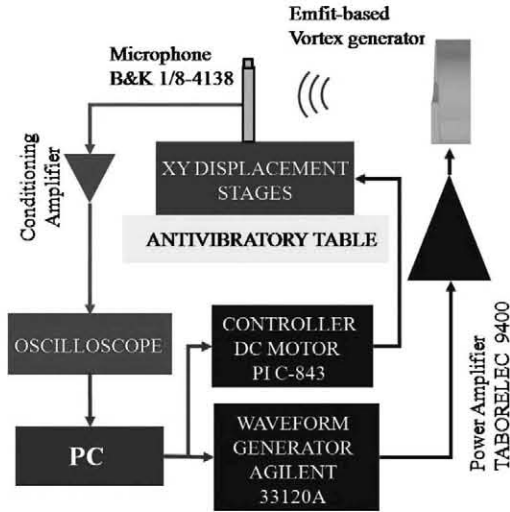 Emfit-based
Vortex generator
Microphone
B&K 1/8-4138
Conditioning
Amplifier
XY DISPLACEMENT
STAGES
ANTIVIBRATORY TABLE
OSCILLOSCOPE
CONTROLLER
DC MOTOR
PI C-843
Power Amplifier
TABORELEC 9400
PC
WAVEFORM
GENERATOR
AGILENT
33120A